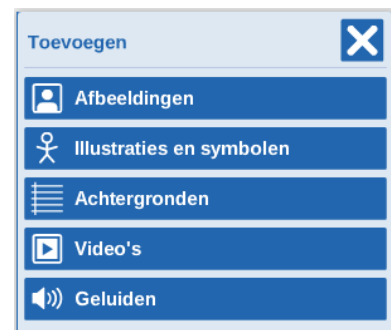 Toevoegen
Afbeeldingen
Illustraties en symbolen
Achtergronden
Video's
Geluiden